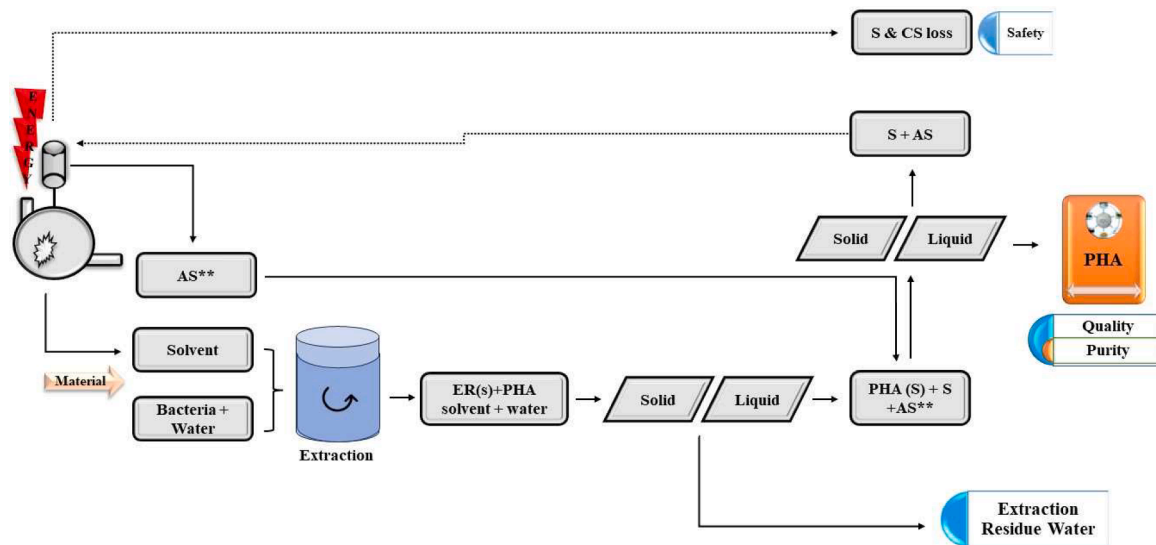 S & CS loss
Safety
ENERGY
S + AS
Solid
Liquid
PHA
AS**
Quality
Purity
Solvent
Material
Bacteria +
Water
Extraction
ER(s)+PHA
solvent + water
Solid
Liquid
PHA (S) + S
+AS**
Extraction
Residue Water